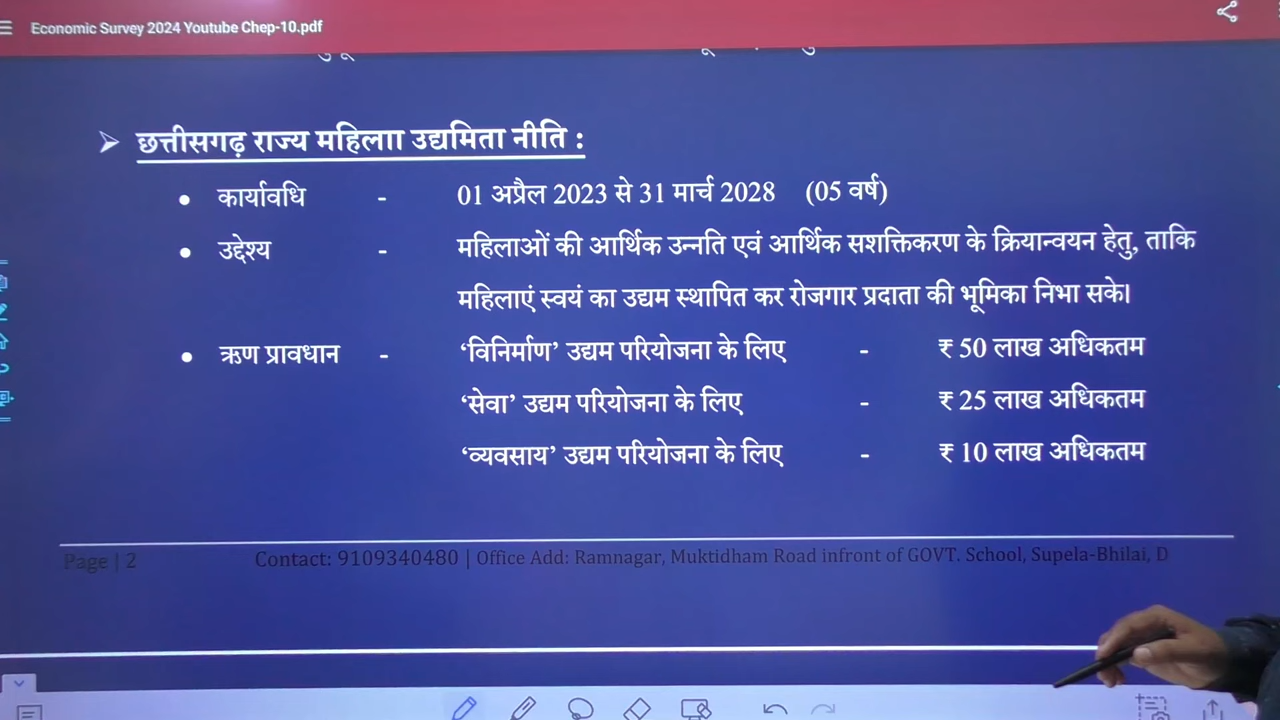 Economic Survey 2024 Youtube Chep-10.pdf
➤ छत्तीसगढ़ राज्य महिलाा उद्यमिता नीति :
• कार्यावधि - 01 अप्रैल 2023 से 31 मार्च 2028 (05 वर्ष)
• उद्देश्य - महिलाओं की आर्थिक उन्नति एवं आर्थिक सशक्तिकरण के क्रियान्वयन हेतु, ताकि
महिलाएं स्वयं का उद्यम स्थापित कर रोजगार प्रदाता की भूमिका निभा सके।
• ऋण प्रावधान - ‘विनिर्माण’ उद्यम परियोजना के लिए - ₹ 50 लाख अधिकतम
‘सेवा’ उद्यम परियोजना के लिए - ₹ 25 लाख अधिकतम
‘व्यवसाय’ उद्यम परियोजना के लिए - ₹ 10 लाख अधिकतम
Page | 2 Contact: 9109340480 | Office Add: Ramnagar, Muktidham Road infront of GOVT. School, Supela-Bhilai, D